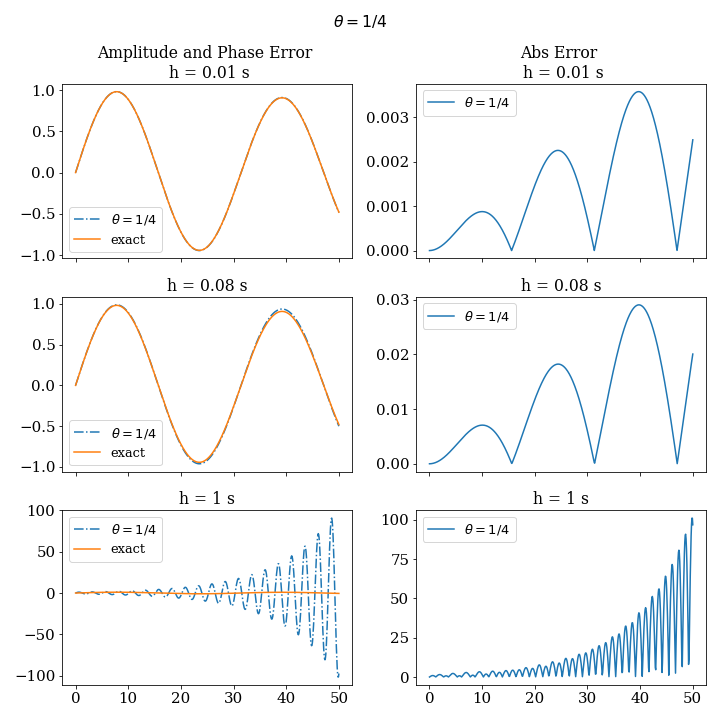 θ = 1/4
Amplitude and Phase Error
h = 0.01 s
1.0
0.5
0.0
−0.5
−1.0
θ = 1/4
exact
Abs Error
h = 0.01 s
0.003
0.002
0.001
0.000
θ = 1/4
h = 0.08 s
1.0
0.5
0.0
−0.5
−1.0
θ = 1/4
exact
h = 0.08 s
0.03
0.02
0.01
0.00
θ = 1/4
h = 1 s
100
50
0
−50
−100
θ = 1/4
exact
0 10 20 30 40 50
h = 1 s
100
75
50
25
0
θ = 1/4
0 10 20 30 40 50